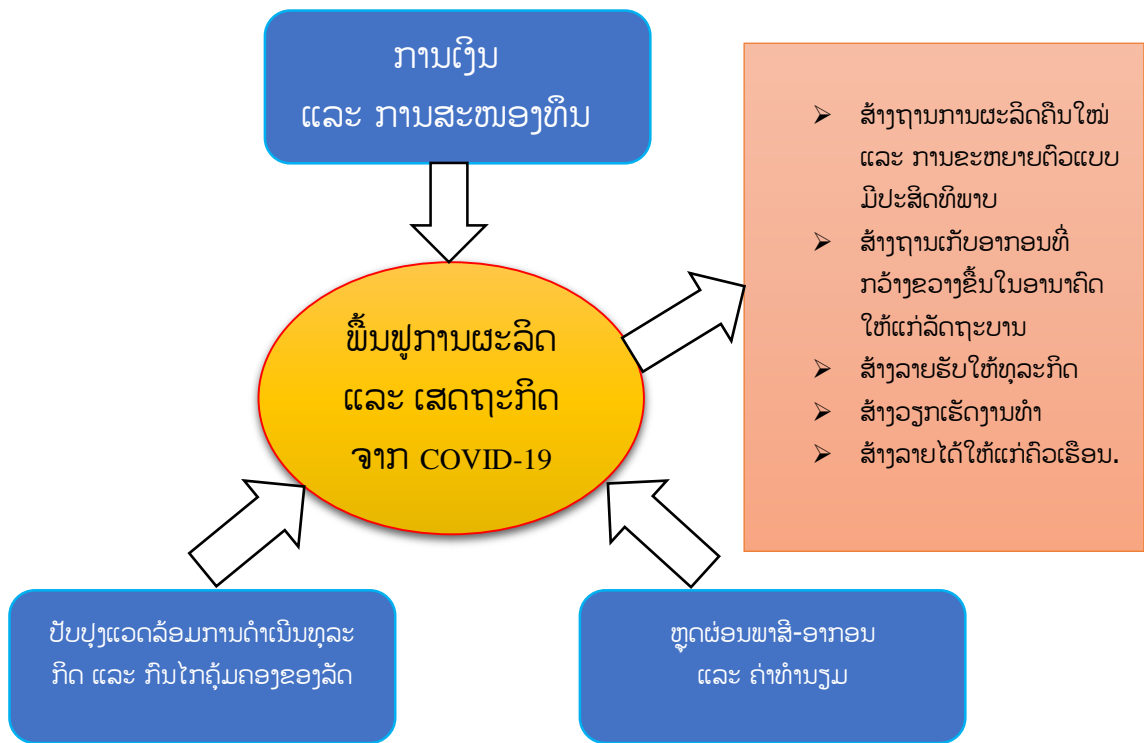 ການເງິນ
ແລະ ການສະໜອງທຶນ
➢ ສ້າງຖານການຜະລິດຄືນໃໝ່
ແລະ ການຂະຫຍາຍຕົວແບບ
ມີປະສິດທິພາບ
➢ ສ້າງຖານເກັບອາກອນທີ່
ກວ້າງຂວາງຂຶ້ນໃນອານາຄົດ
ໃຫ້ແກ່ລັດຖະບານ
➢ ສ້າງລາຍຮັບໃຫ້ທຸລະກິດ
➢ ສ້າງວຽກເຮັດງານທໍາ
➢ ສ້າງລາຍໄດ້ໃຫ້ແກ່ຄົວເຮືອນ.
ພື້ນຟູການຜະລິດ
ແລະ ເສດຖະກິດ
ຈາກ COVID-19
ປັບປຸງແວດລ້ອມການດໍາເນີນທຸລະ
ກິດ ແລະ ກົນໄກຄຸ້ມຄອງຂອງລັດ
ຫຼຸດຜ່ອນພາສີ-ອາກອນ
ແລະ ຄ່າທໍານຽມ